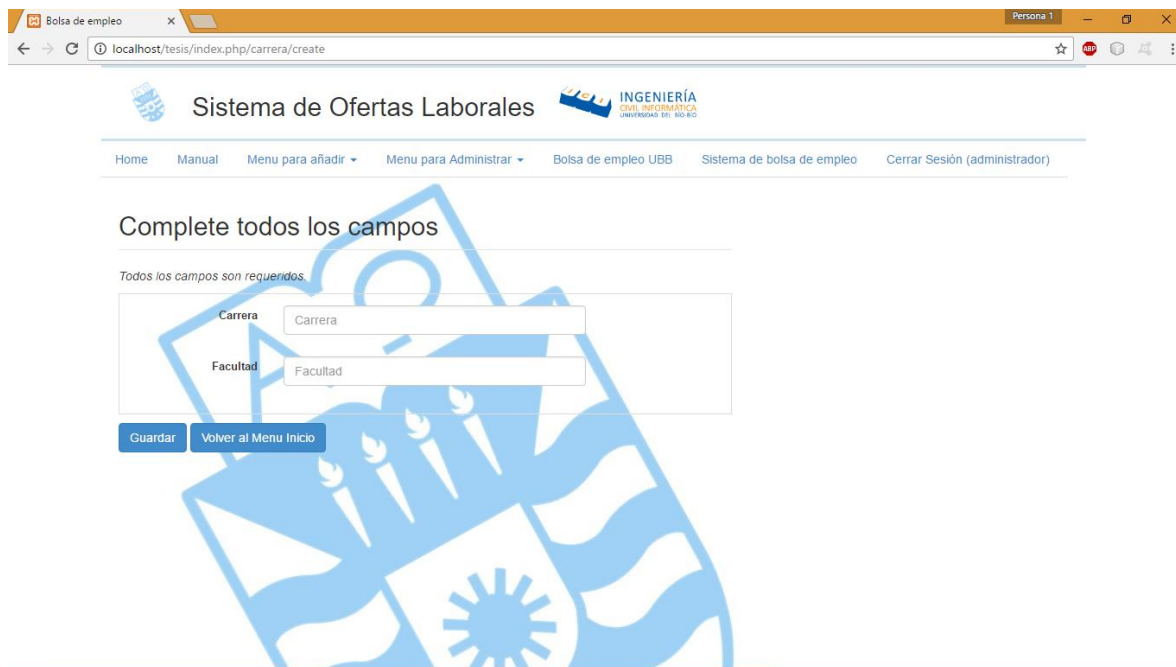 Bolsa de empleo
Persona 1
localhost/tesis/index.php/carrera/create
ABP
Sistema de Ofertas Laborales
INGENIERÍA
CIVIL INFORMÁTICA
UNIVERSIDAD DEL BÍO-BÍO
Home Manual Menu para añadir Menu para Administrar Bolsa de empleo UBB Sistema de bolsa de empleo Cerrar Sesión (administrador)
Complete todos los campos
Todos los campos son requeridos.
Carrera Carrera
Facultad Facultad
Guardar Volver al Menu Inicio